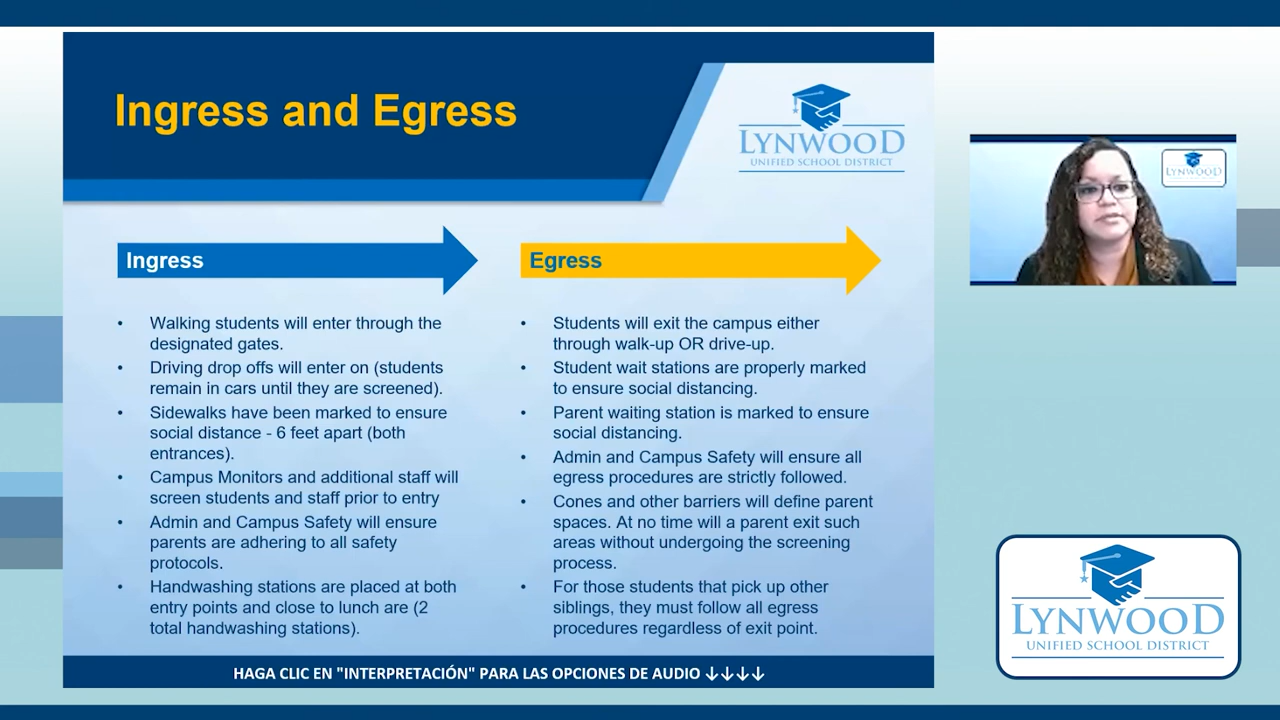 Ingress and Egress
LYNWOOD
UNIFIED SCHOOL DISTRICT
Ingress
• Walking students will enter through the
designated gates.
• Driving drop offs will enter on (students
remain in cars until they are screened).
• Sidewalks have been marked to ensure
social distance - 6 feet apart (both
entrances).
• Campus Monitors and additional staff will
screen students and staff prior to entry
• Admin and Campus Safety will ensure
parents are adhering to all safety
protocols.
• Handwashing stations are placed at both
entry points and close to lunch are (2
total handwashing stations).
Egress
• Students will exit the campus either
through walk-up OR drive-up.
• Student wait stations are properly marked
to ensure social distancing.
• Parent waiting station is marked to ensure
social distancing.
• Admin and Campus Safety will ensure all
egress procedures are strictly followed.
• Cones and other barriers will define parent
spaces. At no time will a parent exit such
areas without undergoing the screening
process.
• For those students that pick up other
siblings, they must follow all egress
procedures regardless of exit point.
HAGA CLIC EN "INTERPRETACIÓN" PARA LAS OPCIONES DE AUDIO ↓↓↓↓
LYNWOOD
LYNWOOD
UNIFIED SCHOOL DISTRICT